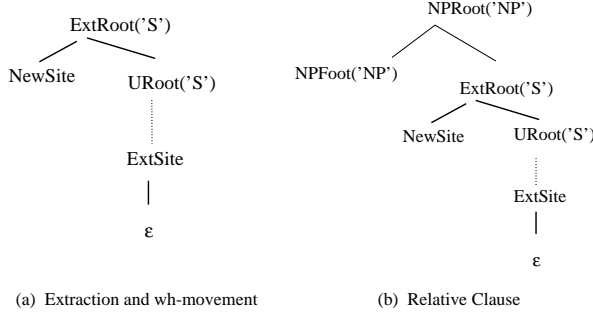 ExtRoot('S')
NewSite
URoot('S')
ExtSite
ε
(a) Extraction and wh-movement
NPRoot('NP')
NPFoot('NP')
ExtRoot('S')
NewSite
URoot('S')
ExtSite
ε
(b) Relative Clause